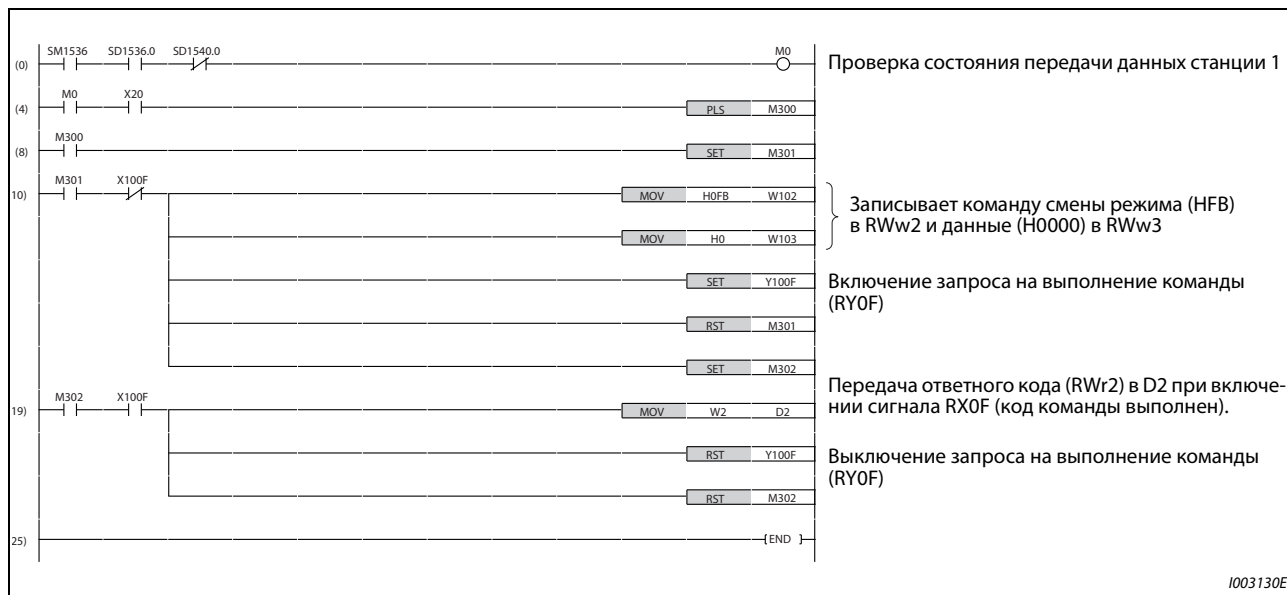 SM1536 SD1536.0 SD1540.0 M0
(0) Проверка состояния передачи данных станции 1
M0 X20
(4) PLS M300
M300
(8) SET M301
M301 X100F
10) MOV H0FB W102
Записывает команду смены режима (HFB)
в RWw2 и данные (H0000) в RWw3
MOV H0 W103
SET Y100F Включение запроса на выполнение команды
(RY0F)
RST M301
SET M302
M302 X100F Передача ответного кода (RWr2) в D2 при включе-
19) MOV W2 D2 нии сигнала RX0F (код команды выполнен).
RST Y100F Выключение запроса на выполнение команды
(RY0F)
RST M302
25) END
I003130E